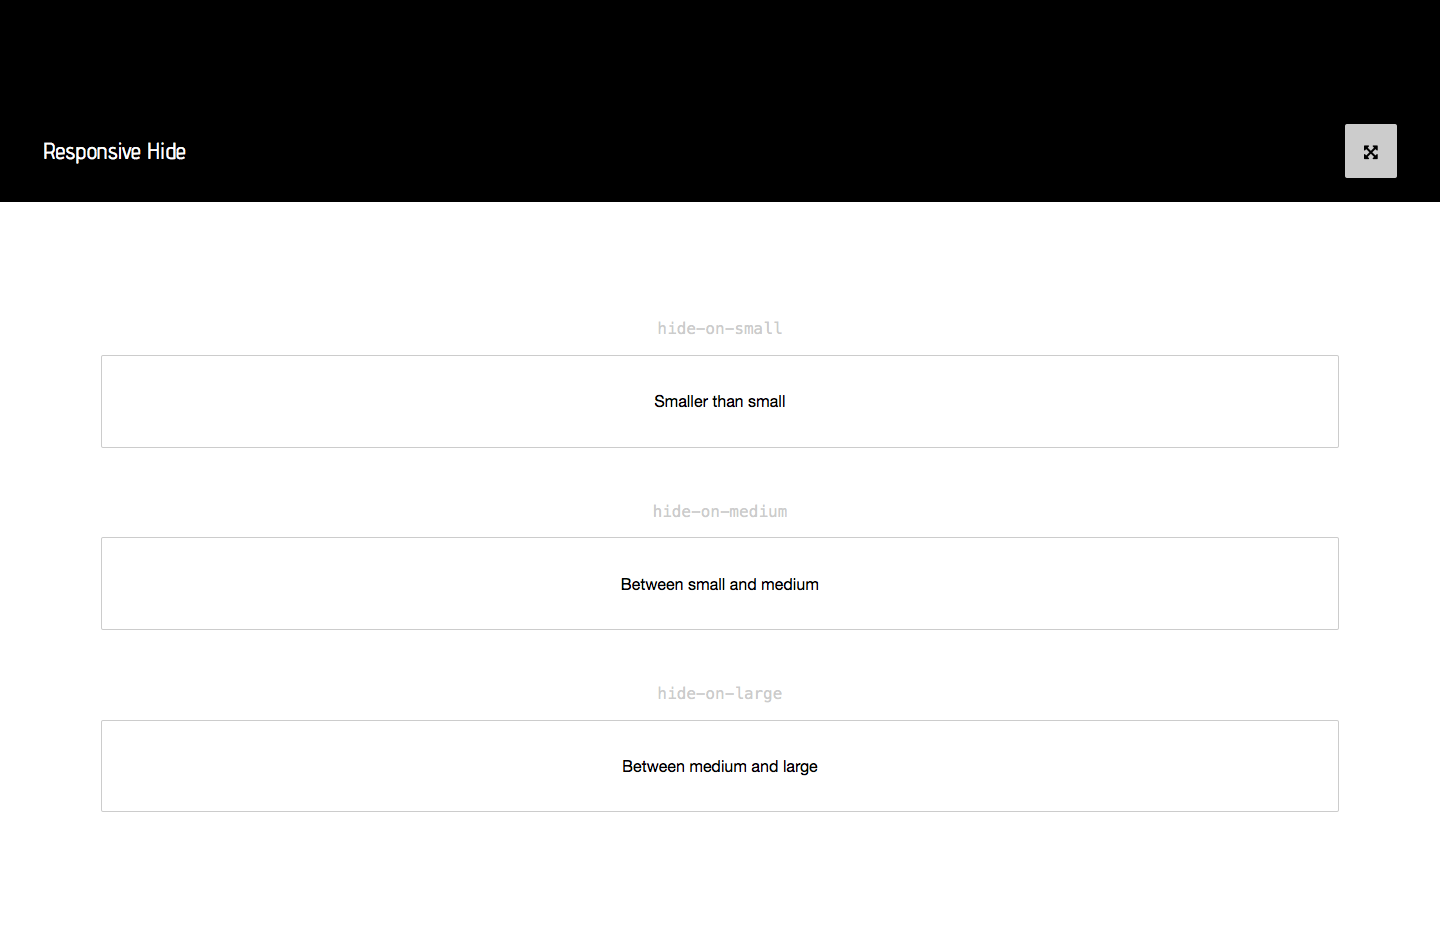 Responsive Hide
hide-on-small
Smaller than small
hide-on-medium
Between small and medium
hide-on-large
Between medium and large